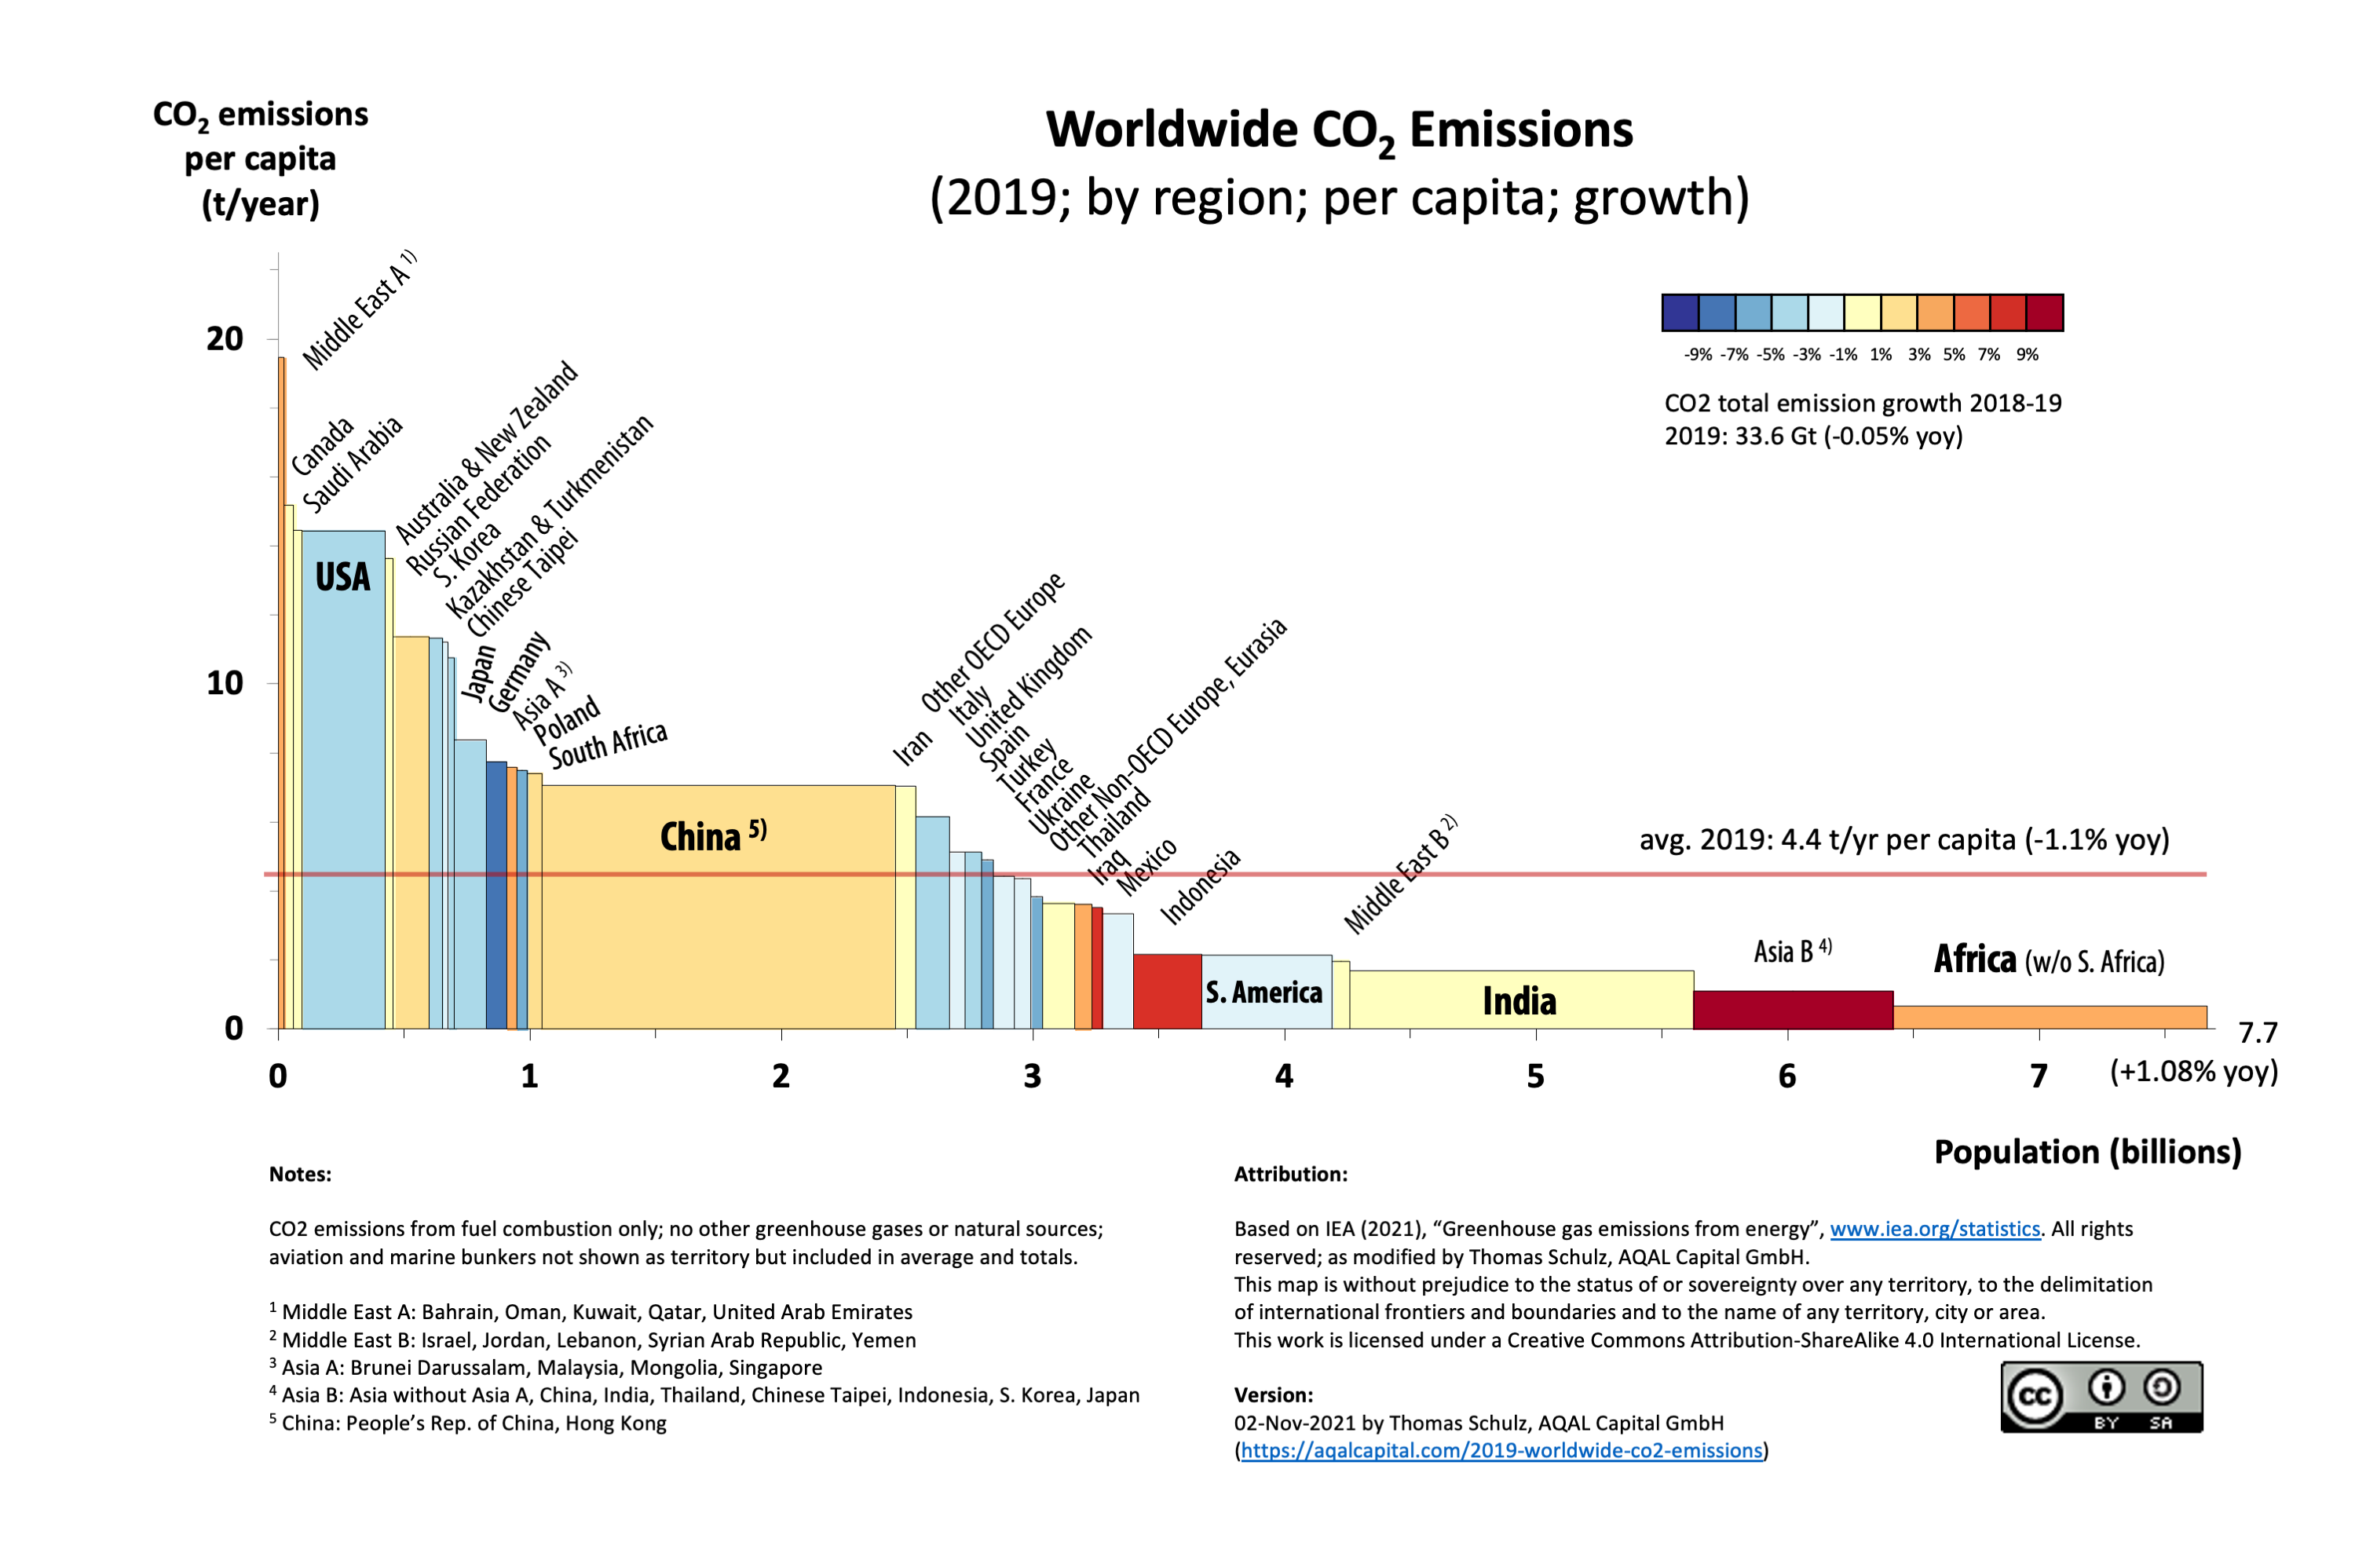 CO₂ emissions
per capita
(t/year)
Worldwide CO₂ Emissions
(2019; by region; per capita; growth)
-9% -7% -5% -3% -1% 1% 3% 5% 7% 9%
CO2 total emission growth 2018-19
2019: 33.6 Gt (-0.05% yoy)
20
10
0
Middle East A ¹⁾
Canada
Saudi Arabia
USA
Australia & New Zealand
Russian Federation
S. Korea
Kazakhstan & Turkmenistan
Chinese Taipei
Japan
Germany
Asia A ³⁾
Poland
South Africa
China ⁵⁾
Iran
Other OECD Europe
Italy
United Kingdom
Spain
Turkey
France
Ukraine
Other Non-OECD Europe, Eurasia
Thailand
Iraq
Mexico
Indonesia
S. America
Middle East B ²⁾
India
Asia B ⁴⁾
Africa (w/o S. Africa)
avg. 2019: 4.4 t/yr per capita (-1.1% yoy)
0 1 2 3 4 5 6 7
7.7
(+1.08% yoy)
Population (billions)
Notes:
CO2 emissions from fuel combustion only; no other greenhouse gases or natural sources;
aviation and marine bunkers not shown as territory but included in average and totals.
¹ Middle East A: Bahrain, Oman, Kuwait, Qatar, United Arab Emirates
² Middle East B: Israel, Jordan, Lebanon, Syrian Arab Republic, Yemen
³ Asia A: Brunei Darussalam, Malaysia, Mongolia, Singapore
⁴ Asia B: Asia without Asia A, China, India, Thailand, Chinese Taipei, Indonesia, S. Korea, Japan
⁵ China: People's Rep. of China, Hong Kong
Attribution:
Based on IEA (2021), “Greenhouse gas emissions from energy”, www.iea.org/statistics. All rights
reserved; as modified by Thomas Schulz, AQAL Capital GmbH.
This map is without prejudice to the status of or sovereignty over any territory, to the delimitation
of international frontiers and boundaries and to the name of any territory, city or area.
This work is licensed under a Creative Commons Attribution-ShareAlike 4.0 International License.
Version:
02-Nov-2021 by Thomas Schulz, AQAL Capital GmbH
(https://aqalcapital.com/2019-worldwide-co2-emissions)
cc
BY SA